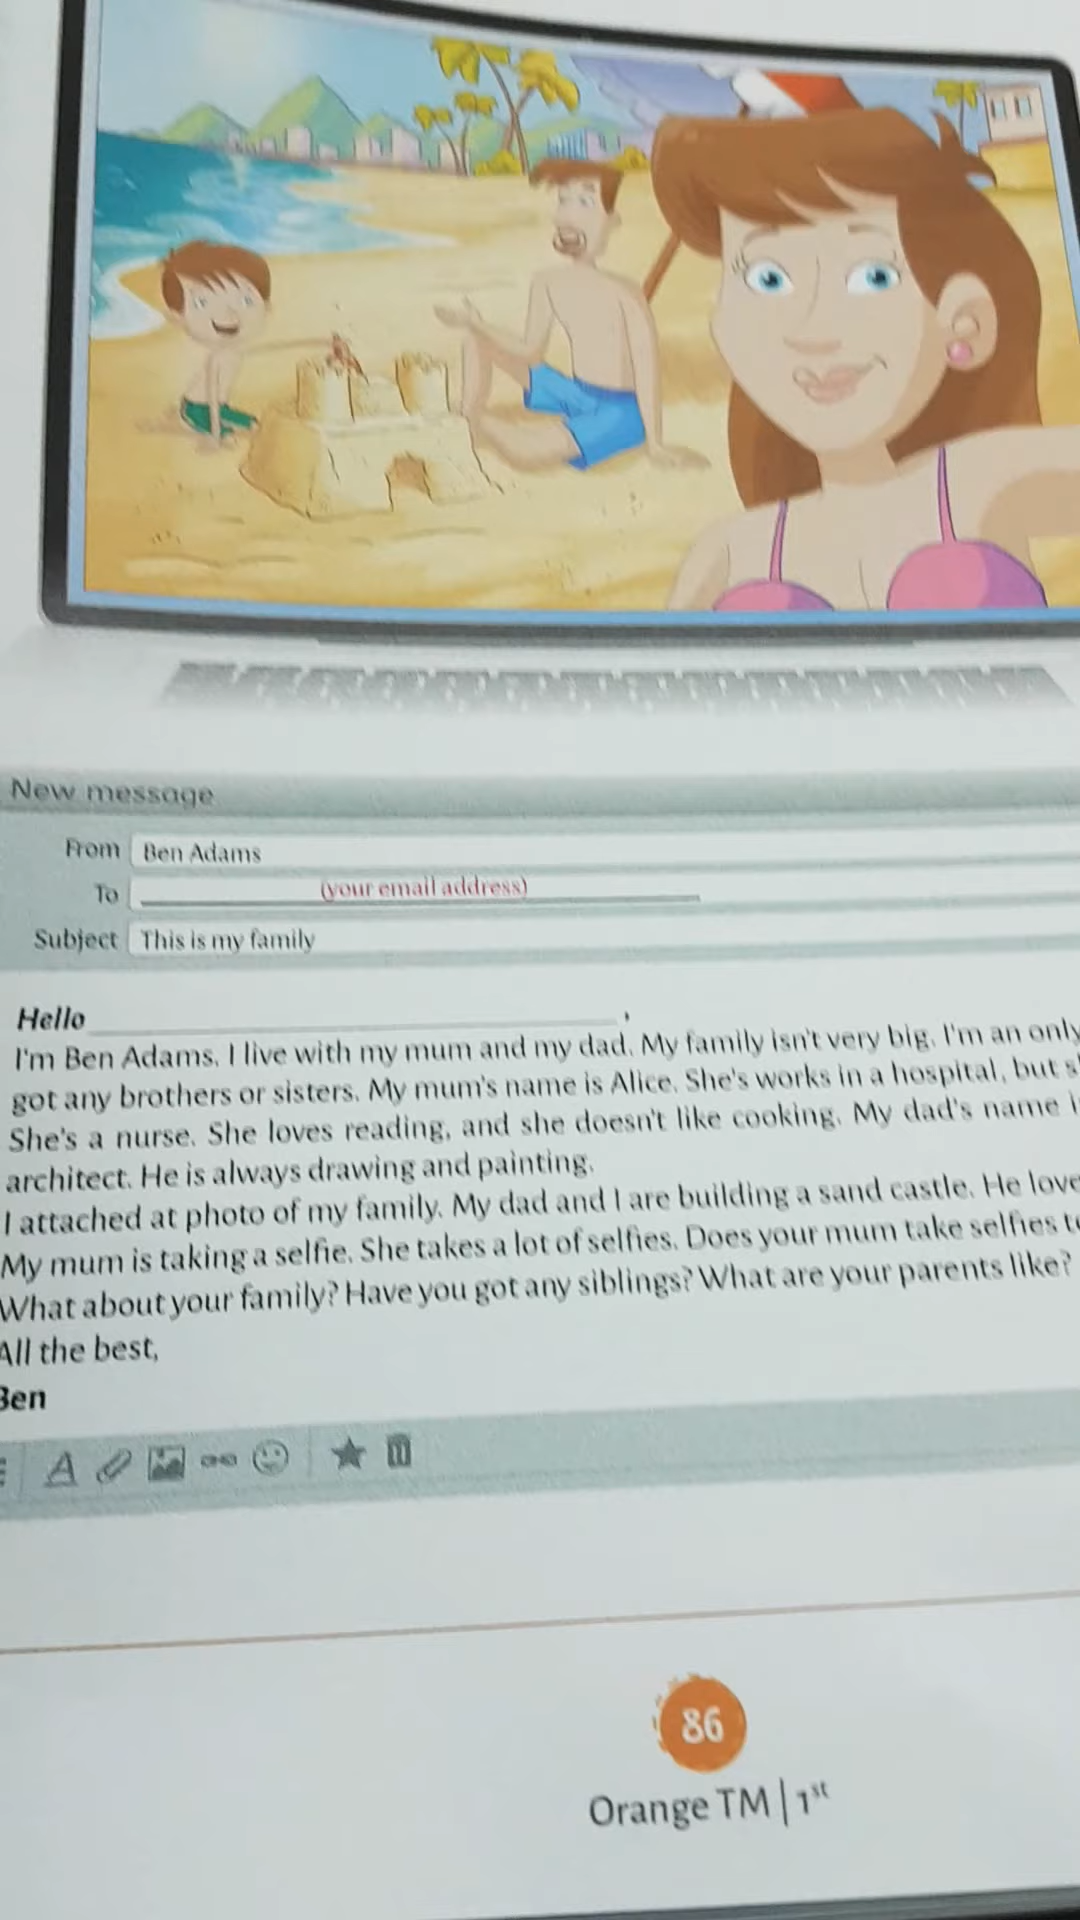 New message
From Ben Adams
To (your email address)
Subject This is my family
Hello ,
I'm Ben Adams. I live with my mum and my dad. My family isn't very big. I'm an only
got any brothers or sisters. My mum's name is Alice. She's works in a hospital, but
She's a nurse. She loves reading, and she doesn't like cooking. My dad's name
architect. He is always drawing and painting.
I attached at photo of my family. My dad and I are building a sand castle. He
My mum is taking a selfie. She takes a lot of selfies. Does your mum take selfies
What about your family? Have you got any siblings? What are your parents like?
All the best,
Ben
86
Orange TM | 1st